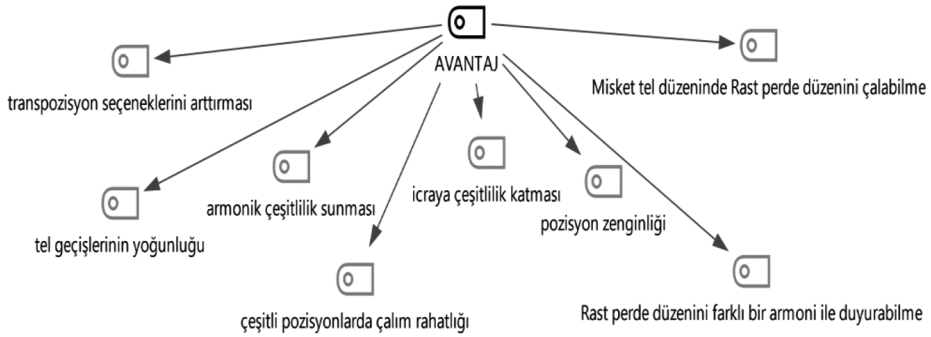 AVANTAJ
transpozisyon seçeneklerini arttırması
Misket tel düzeninde Rast perde düzenini çalabilme
armonik çeşitlilik sunması
icraya çeşitlilik katması
pozisyon zenginliği
tel geçişlerinin yoğunluğu
çeşitli pozisyonlarda çalım rahatlığı
Rast perde düzenini farklı bir armoni ile duyurabilme